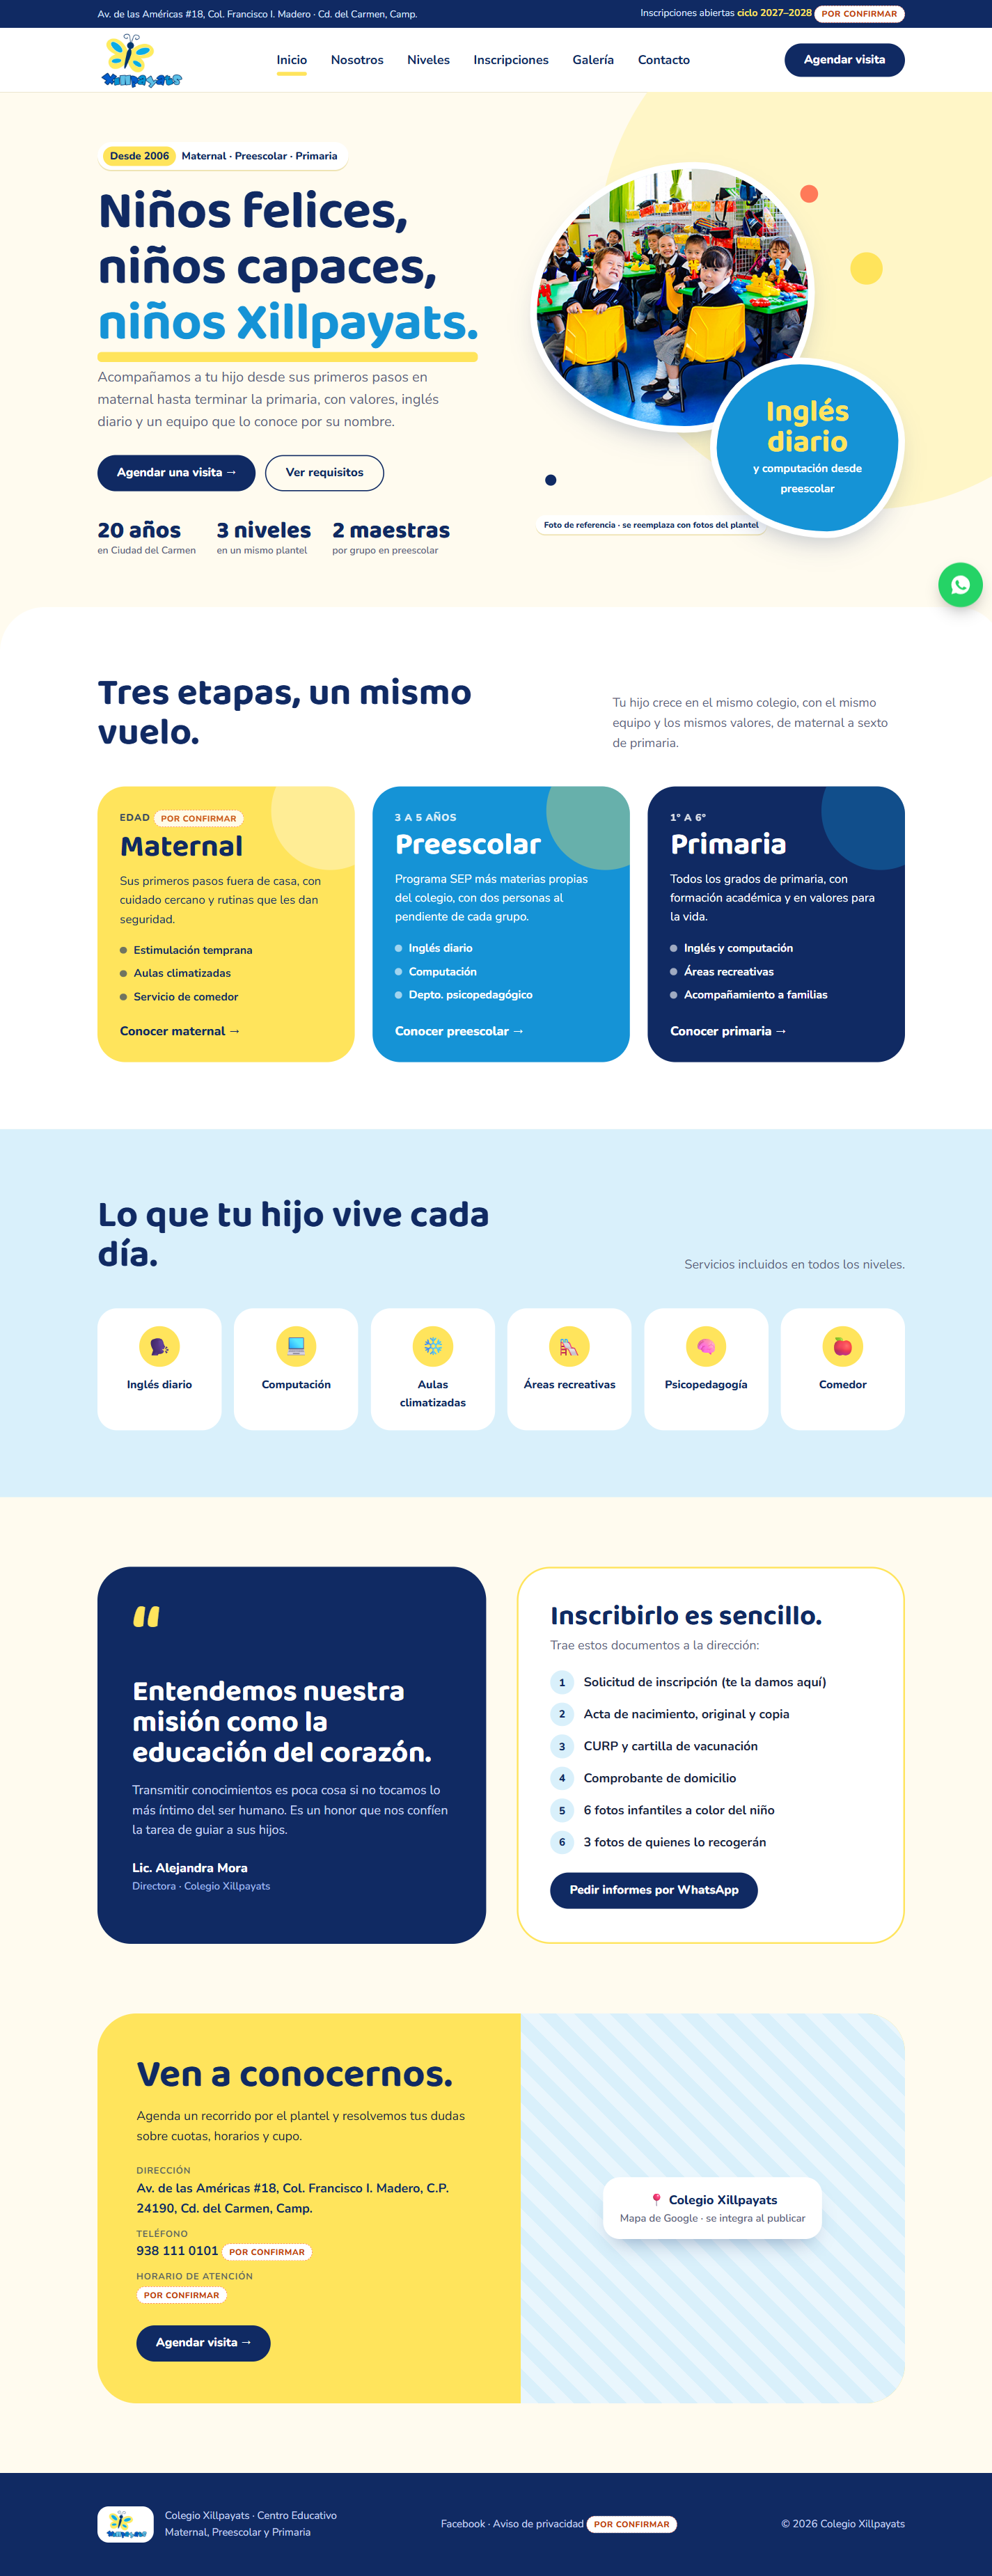 Av. de las Américas #18, Col. Francisco I. Madero · Cd. del Carmen, Camp.
Inscripciones abiertas ciclo 2027–2028 POR CONFIRMAR
Xillpayats
Inicio Nosotros Niveles Inscripciones Galería Contacto
Agendar visita
Desde 2006 Maternal · Preescolar · Primaria
Niños felices,
niños capaces,
niños Xillpayats.
Acompañamos a tu hijo desde sus primeros pasos en
maternal hasta terminar la primaria, con valores, inglés
diario y un equipo que lo conoce por su nombre.
Agendar una visita →
Ver requisitos
20 años
en Ciudad del Carmen
3 niveles
en un mismo plantel
2 maestras
por grupo en preescolar
Inglés
diario
y computación desde
preescolar
Foto de referencia · se reemplaza con fotos del plantel
Tres etapas, un mismo
vuelo.
Tu hijo crece en el mismo colegio, con el mismo
equipo y los mismos valores, de maternal a sexto
de primaria.
EDAD POR CONFIRMAR
Maternal
Sus primeros pasos fuera de casa, con
cuidado cercano y rutinas que les dan
seguridad.
Estimulación temprana
Aulas climatizadas
Servicio de comedor
Conocer maternal →
3 A 5 AÑOS
Preescolar
Programa SEP más materias propias
del colegio, con dos personas al
pendiente de cada grupo.
Inglés diario
Computación
Depto. psicopedagógico
Conocer preescolar →
1° A 6°
Primaria
Todos los grados de primaria, con
formación académica y en valores para
la vida.
Inglés y computación
Áreas recreativas
Acompañamiento a familias
Conocer primaria →
Lo que tu hijo vive cada
día.
Servicios incluidos en todos los niveles.
Inglés diario
Computación
Aulas
climatizadas
Áreas recreativas
Psicopedagogía
Comedor
“
Entendemos nuestra
misión como la
educación del corazón.
Transmitir conocimientos es poca cosa si no tocamos lo
más íntimo del ser humano. Es un honor que nos confíen
la tarea de guiar a sus hijos.
Lic. Alejandra Mora
Directora · Colegio Xillpayats
Inscribirlo es sencillo.
Trae estos documentos a la dirección:
1 Solicitud de inscripción (te la damos aquí)
2 Acta de nacimiento, original y copia
3 CURP y cartilla de vacunación
4 Comprobante de domicilio
5 6 fotos infantiles a color del niño
6 3 fotos de quienes lo recogerán
Pedir informes por WhatsApp
Ven a conocernos.
Agenda un recorrido por el plantel y resolvemos tus dudas
sobre cuotas, horarios y cupo.
DIRECCIÓN
Av. de las Américas #18, Col. Francisco I. Madero, C.P.
24190, Cd. del Carmen, Camp.
TELÉFONO
938 111 0101 POR CONFIRMAR
HORARIO DE ATENCIÓN
POR CONFIRMAR
Agendar visita →
Colegio Xillpayats
Mapa de Google · se integra al publicar
Xillpayats
Colegio Xillpayats · Centro Educativo
Maternal, Preescolar y Primaria
Facebook · Aviso de privacidad POR CONFIRMAR
© 2026 Colegio Xillpayats